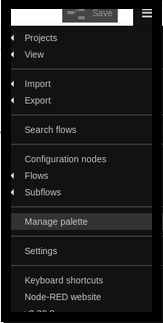 Save
Projects
View
Import
Export
Search flows
Configuration nodes
Flows
Subflows
Manage palette
Settings
Keyboard shortcuts
Node-RED website